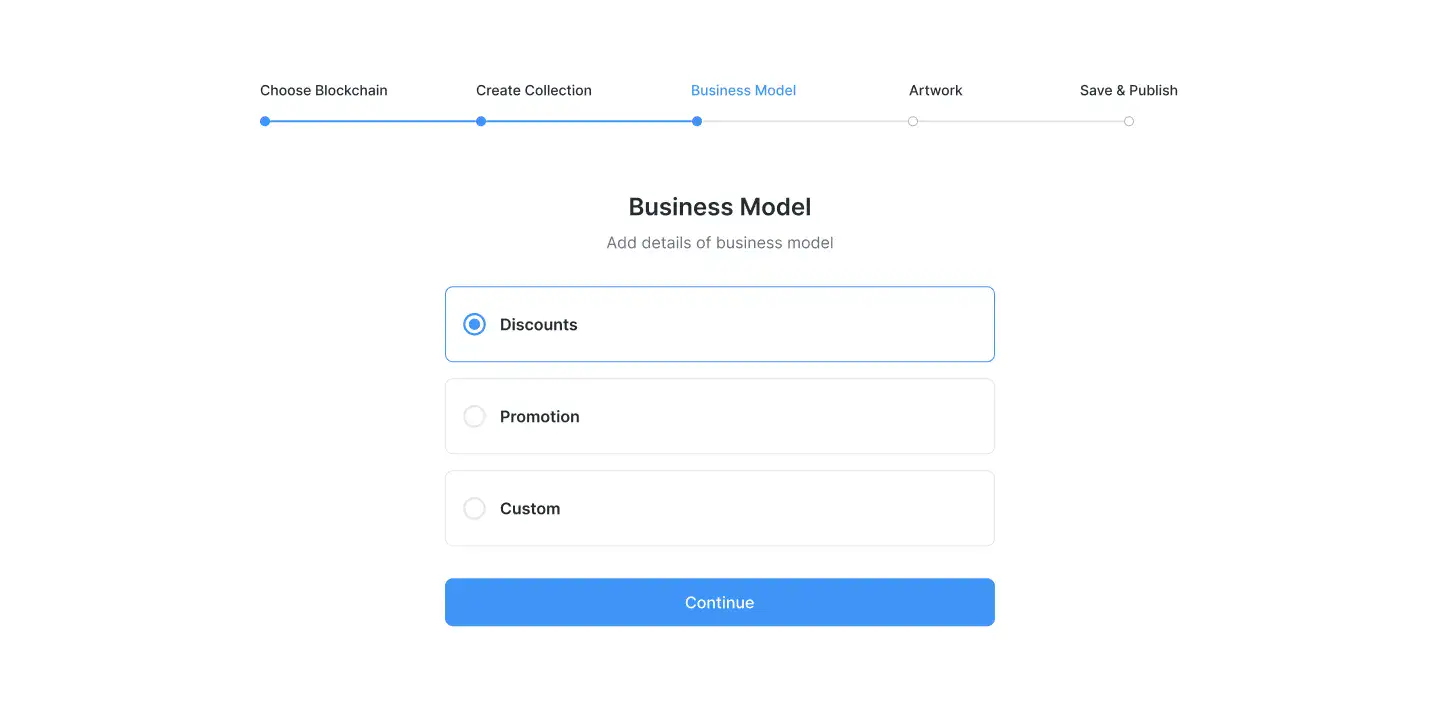 Choose Blockchain Create Collection Business Model Artwork Save & Publish
Business Model
Add details of business model
Discounts
Promotion
Custom
Continue